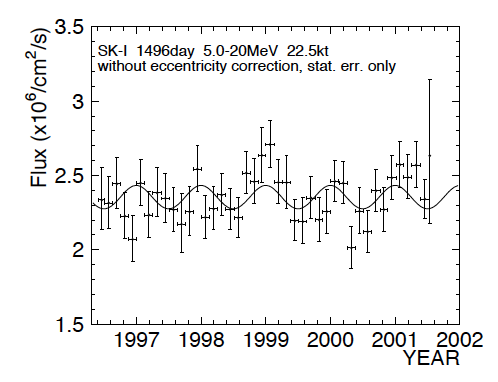 3.5
SK-I 1496day 5.0-20MeV 22.5kt
without eccentricity correction, stat. err. only
Flux (x10⁶/cm²/s)
3
2.5
2
1.5
1997 1998 1999 2000 2001 2002
YEAR